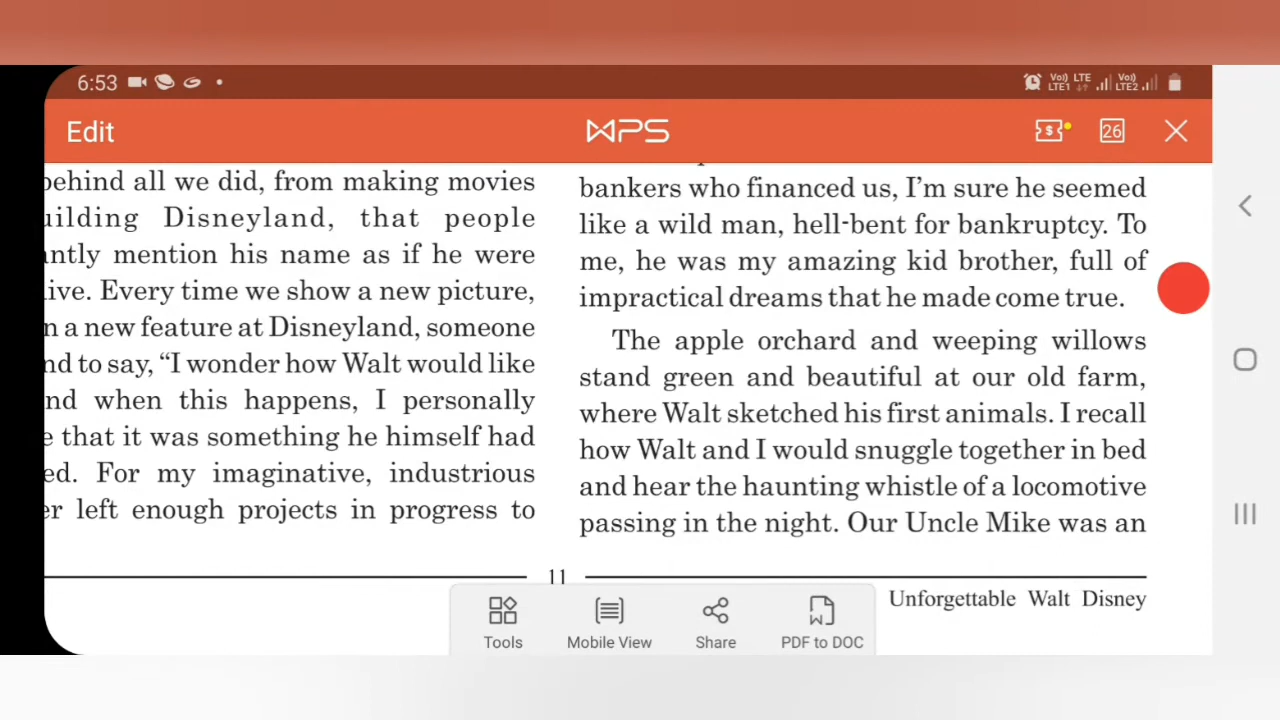 6:53
Vo)) LTE
LTE1
Vo))
LTE2
Edit
WPS
$
26
behind all we did, from making movies
uilding Disneyland, that people
antly mention his name as if he were
ive. Every time we show a new picture,
n a new feature at Disneyland, someone
nd to say, “I wonder how Walt would like
nd when this happens, I personally
e that it was something he himself had
ed. For my imaginative, industrious
er left enough projects in progress to
bankers who financed us, I’m sure he seemed
like a wild man, hell-bent for bankruptcy. To
me, he was my amazing kid brother, full of
impractical dreams that he made come true.
The apple orchard and weeping willows
stand green and beautiful at our old farm,
where Walt sketched his first animals. I recall
how Walt and I would snuggle together in bed
and hear the haunting whistle of a locomotive
passing in the night. Our Uncle Mike was an
11
Unforgettable Walt Disney
Tools
Mobile View
Share
PDF to DOC